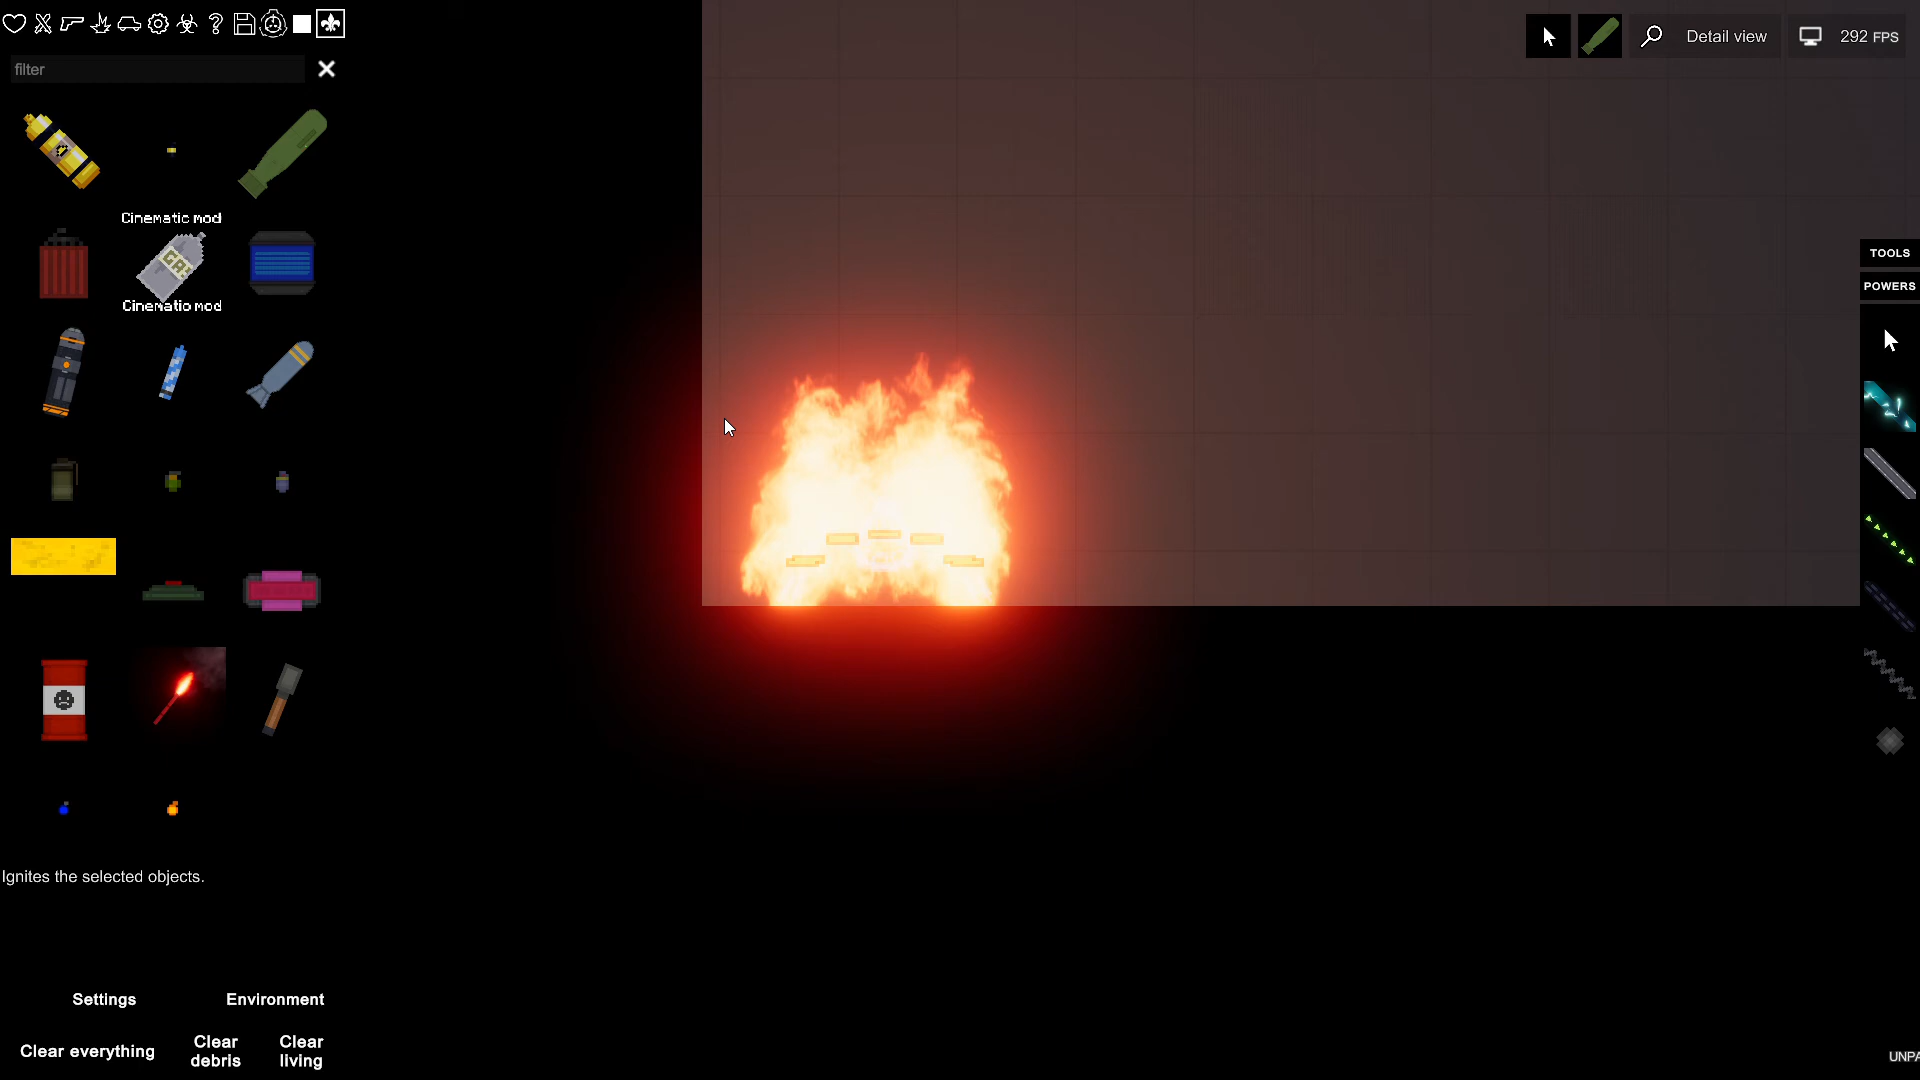 filter
Detail view
292 FPS
Cinematic mod
GA
Cinematic mod
TOOLS
POWERS
Ignites the selected objects.
Settings
Environment
Clear everything
Clear debris
Clear living
UNPA